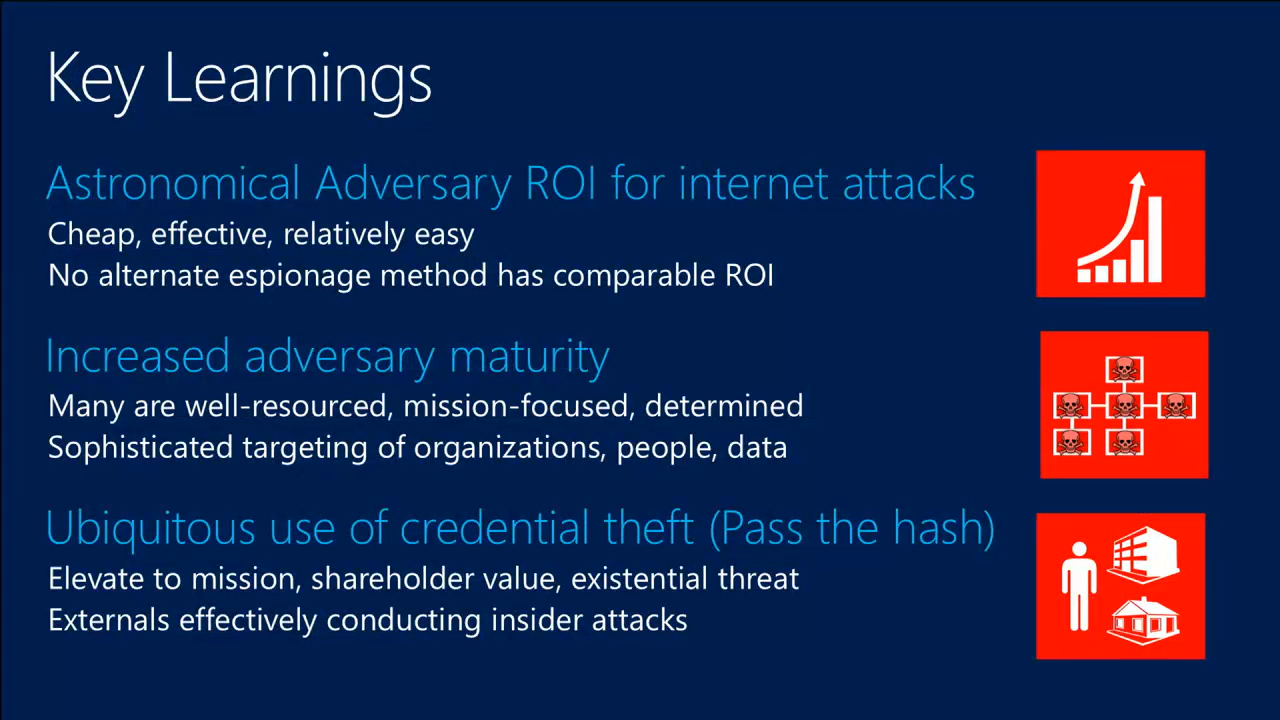 Key Learnings
Astronomical Adversary ROI for internet attacks
Cheap, effective, relatively easy
No alternate espionage method has comparable ROI
Increased adversary maturity
Many are well-resourced, mission-focused, determined
Sophisticated targeting of organizations, people, data
Ubiquitous use of credential theft (Pass the hash)
Elevate to mission, shareholder value, existential threat
Externals effectively conducting insider attacks